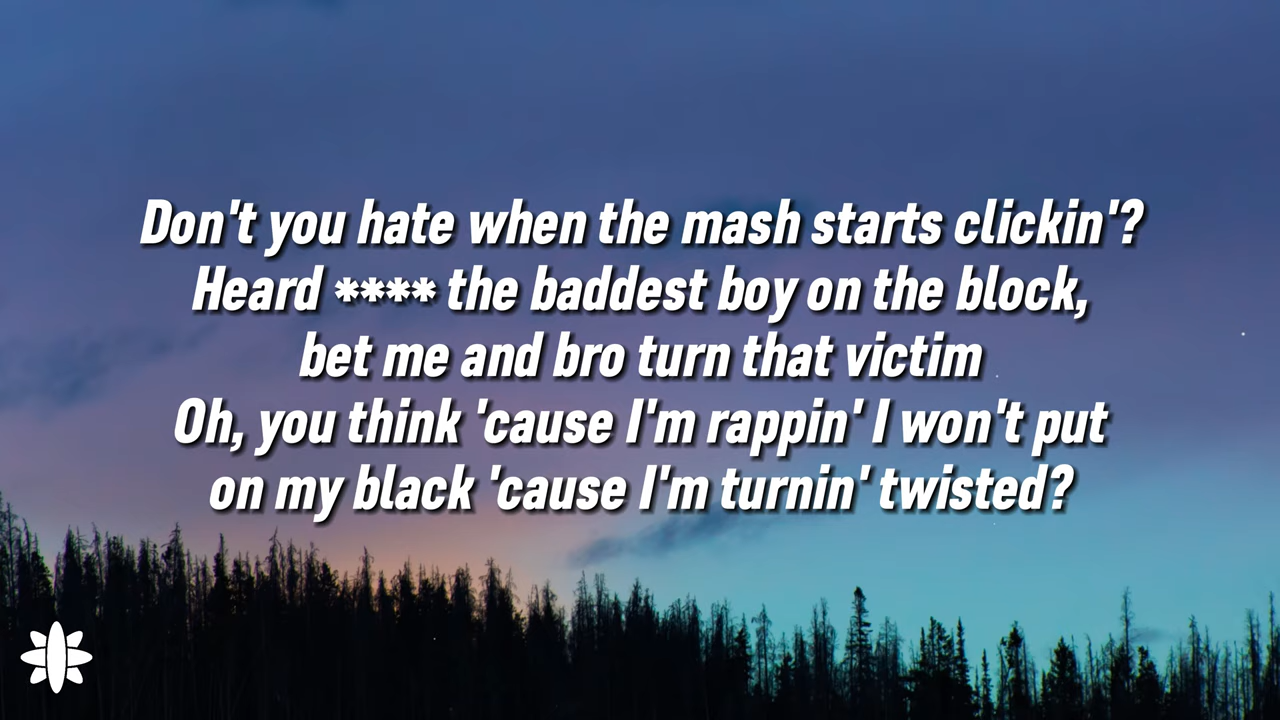 Don't you hate when the mash starts clickin'?
Heard **** the baddest boy on the block,
bet me and bro turn that victim
Oh, you think 'cause I'm rappin' I won't put
on my black 'cause I'm turnin' twisted?